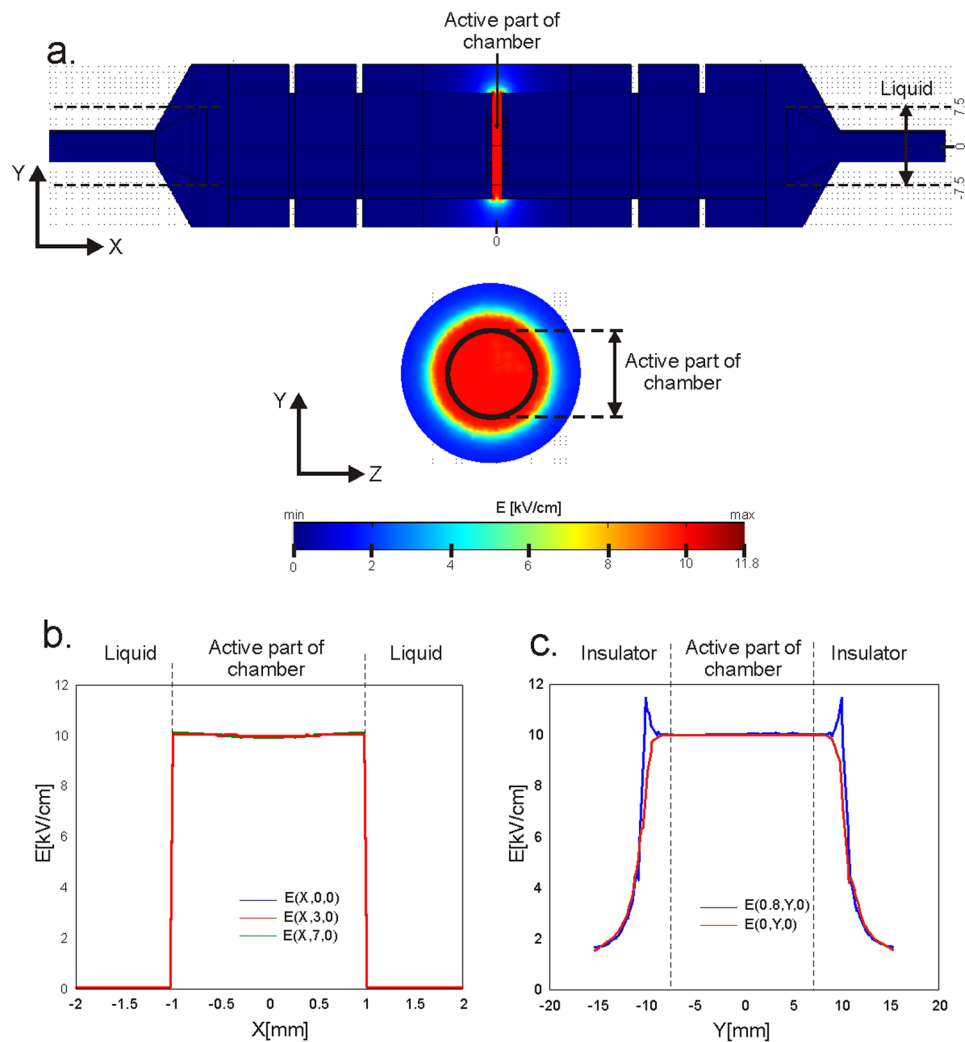 a.
Active part of
chamber
Liquid
7.5
0
-7.5
Y
X
0
Active part of
chamber
Y
Z
E [kV/cm]
min
max
0 2 4 6 8 10 11.8
b.
Liquid
Active part of
chamber
Liquid
12
10
8
6
4
2
0
E[kV/cm]
E(X,0,0)
E(X,3,0)
E(X,7,0)
-2 -1.5 -1 -0.5 0 0.5 1 1.5 2
X[mm]
c.
Insulator
Active part of
chamber
Insulator
12
10
8
6
4
2
0
E[kV/cm]
E(0.8,Y,0)
E(0,Y,0)
-20 -15 -10 -5 0 5 10 15 20
Y[mm]